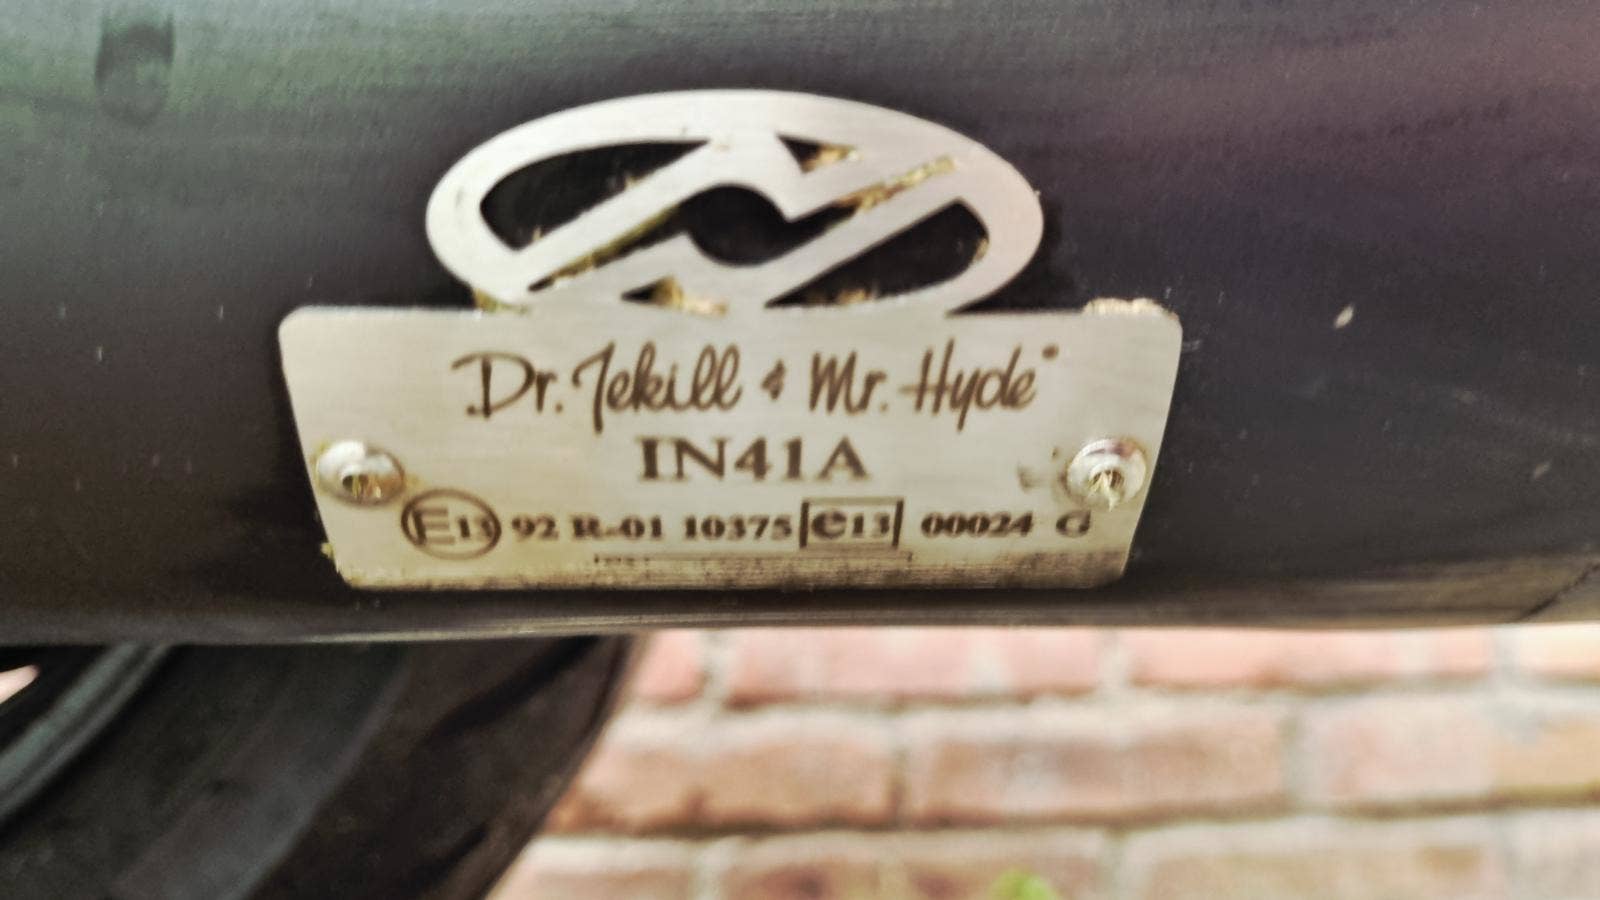 Dr. Jekill & Mr. Hyde®
IN41A
E13 92 R-01 10375 e13 00024 G